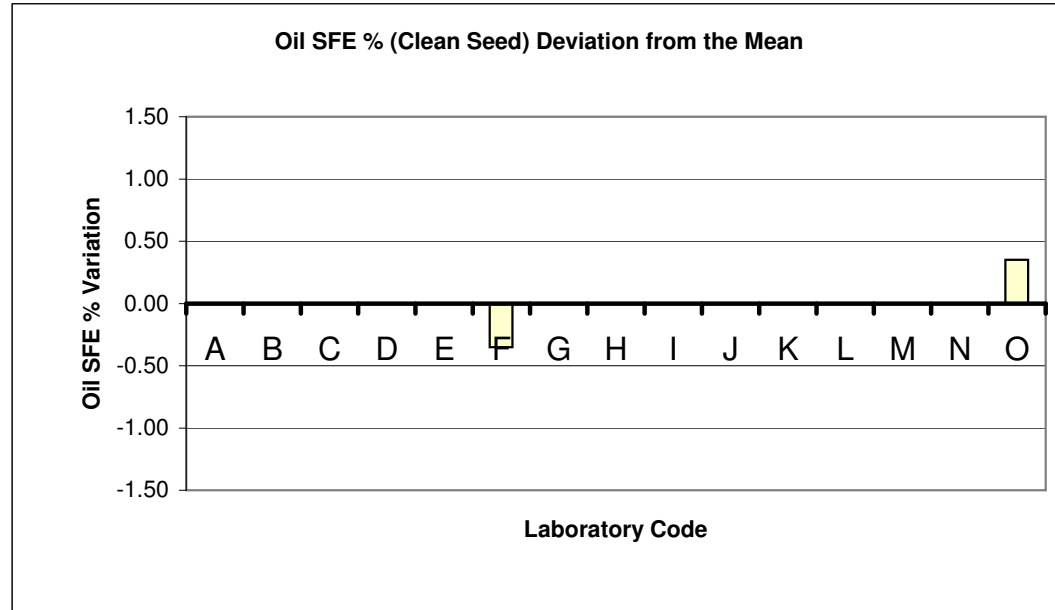 Oil SFE % (Clean Seed) Deviation from the Mean
1.50
1.00
0.50
0.00
-0.50
-1.00
-1.50
Oil SFE % Variation
A B C D E F G H I J K L M N O
Laboratory Code